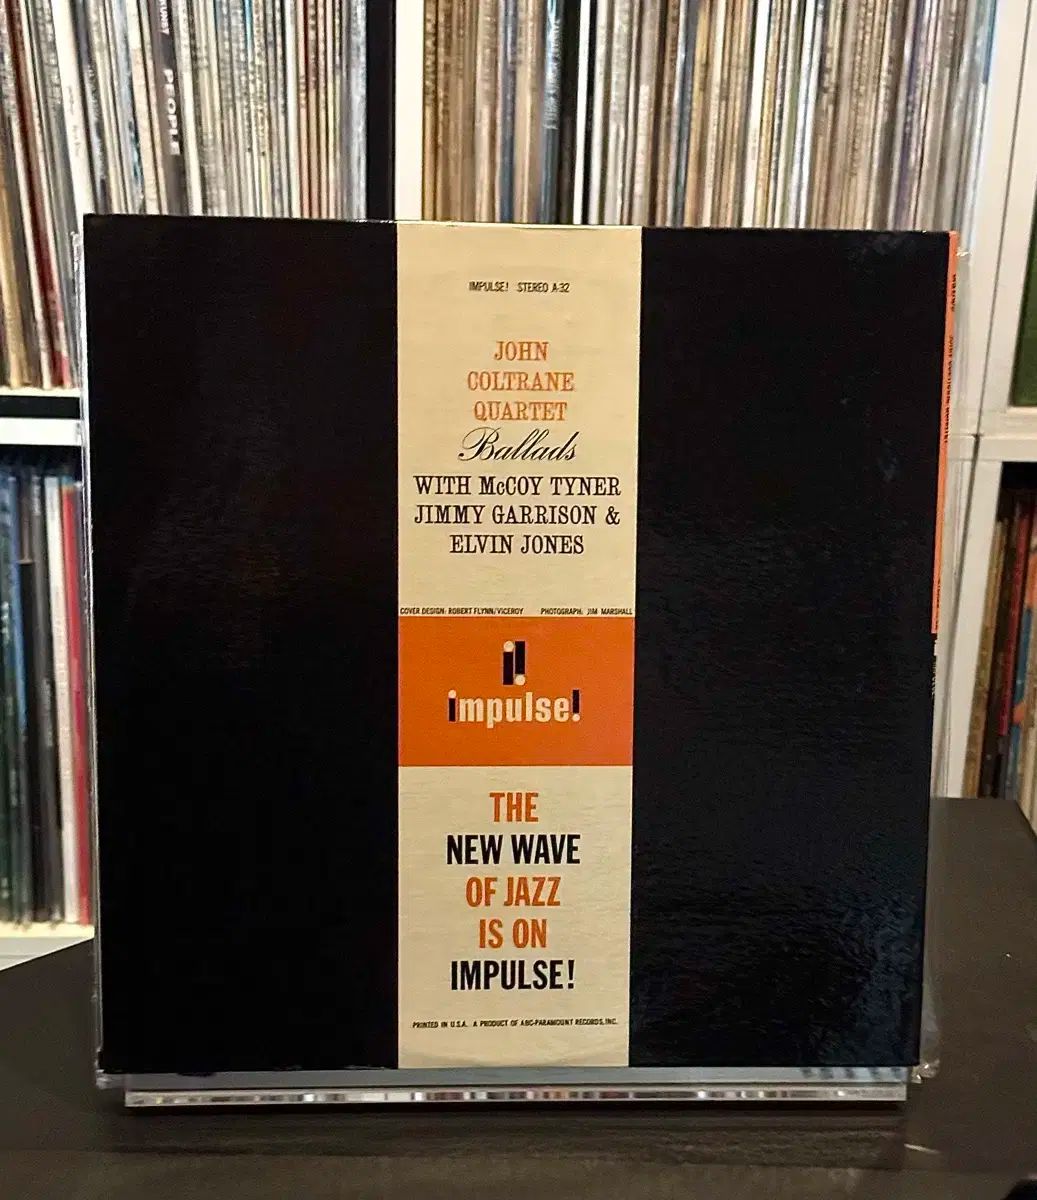 PEOPLE
IMPULSE! STEREO A-32
JOHN
COLTRANE
QUARTET
Ballads
WITH McCOY TYNER
JIMMY GARRISON &
ELVIN JONES
COVER DESIGN: ROBERT FLYNN/VICEROY PHOTOGRAPH: JIM MARSHALL
impulse!
THE
NEW WAVE
OF JAZZ
IS ON
IMPULSE!
PRINTED IN U.S.A. A PRODUCT OF ABC-PARAMOUNT RECORDS, INC.